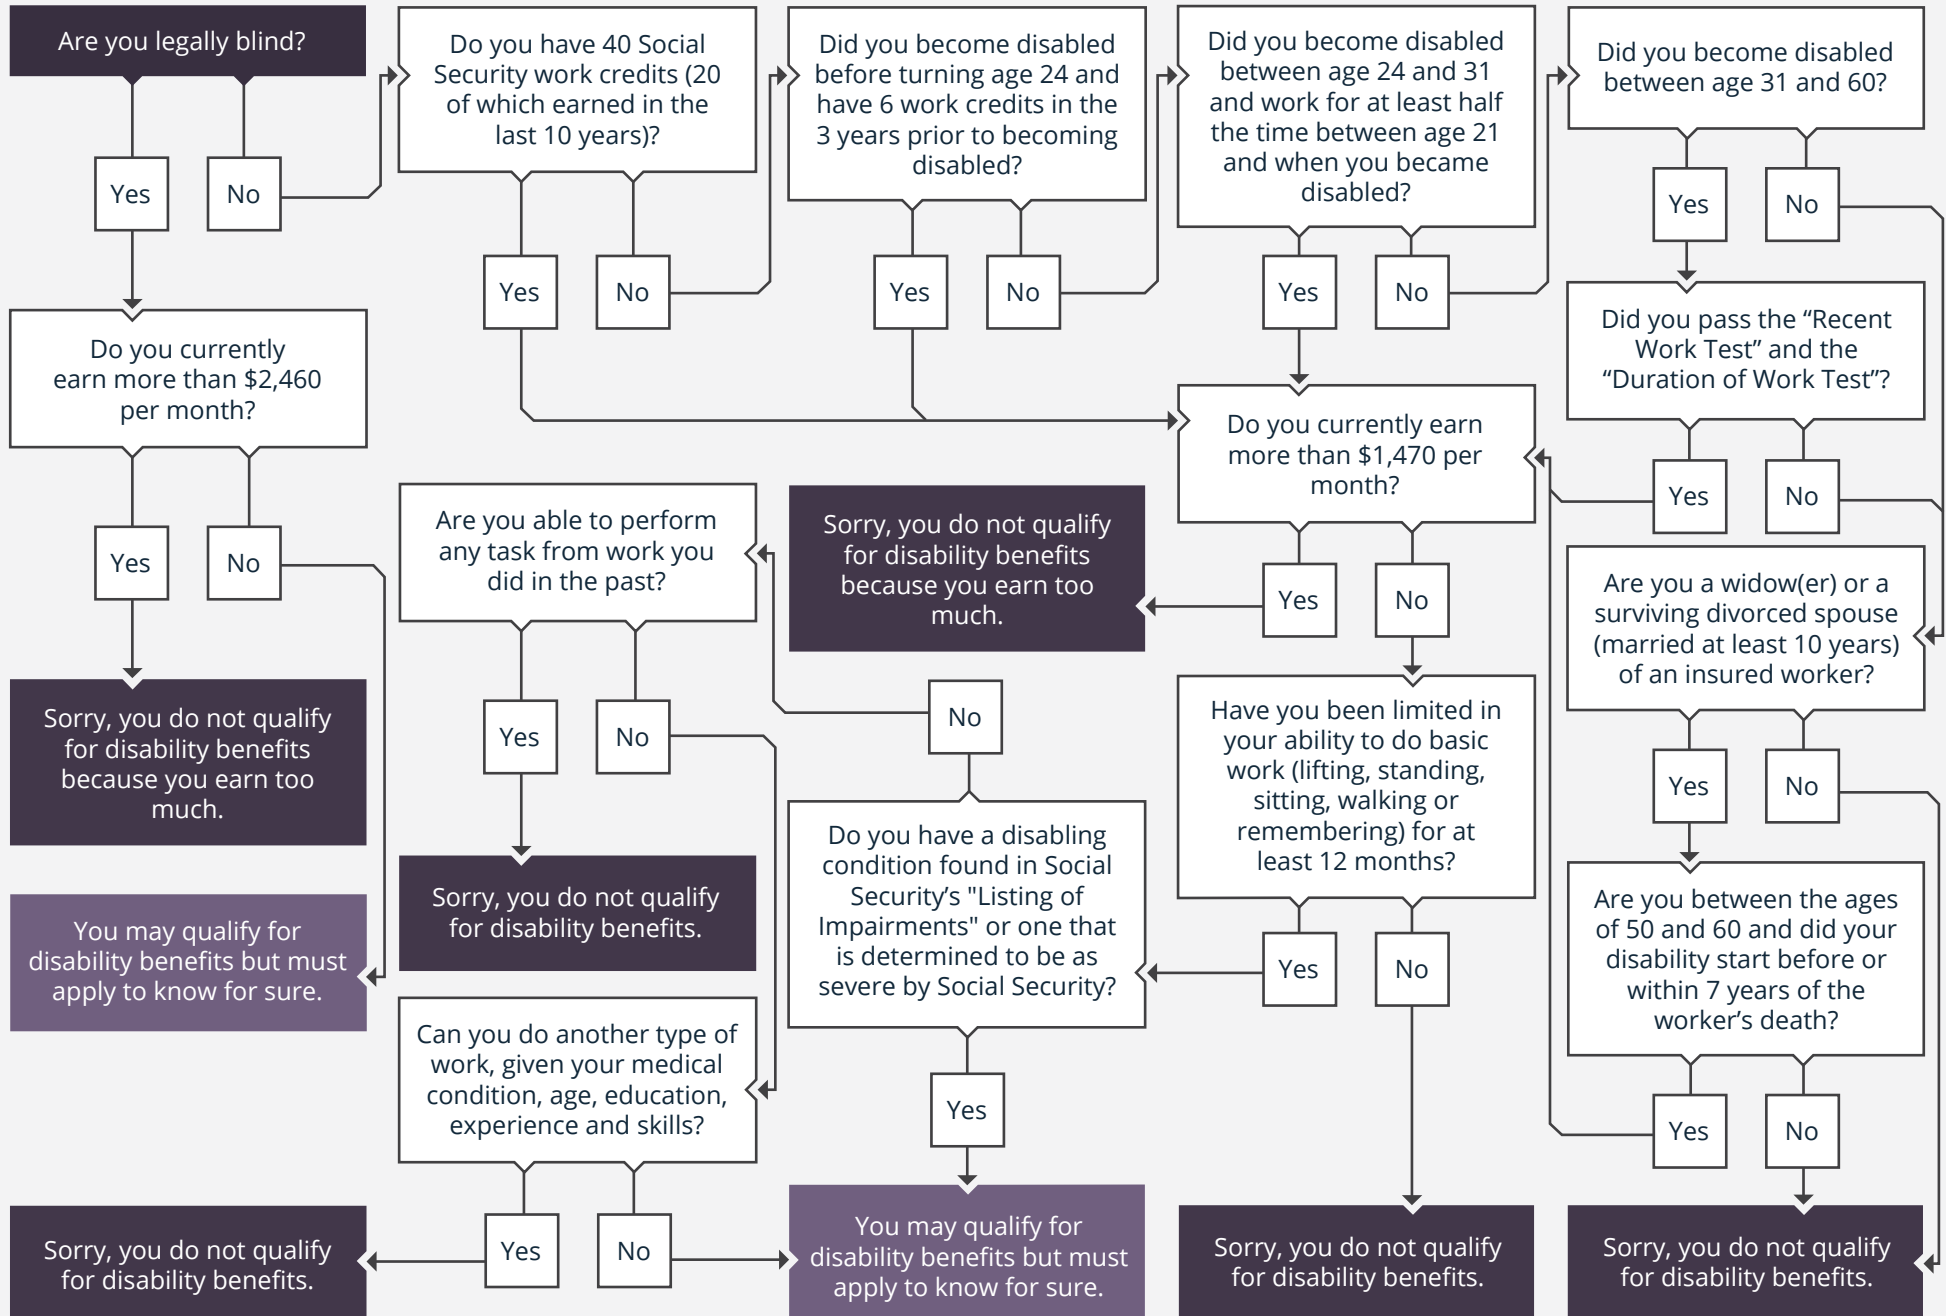 Are you legally blind?
Yes
No
Do you currently
earn more than $2,460
per month?
Yes
No
Sorry, you do not qualify
for disability benefits
because you earn too
much.
You may qualify for
disability benefits but must
apply to know for sure.
Do you have 40 Social
Security work credits (20
of which earned in the
last 10 years)?
Yes
No
Did you become disabled
before turning age 24 and
have 6 work credits in the
3 years prior to becoming
disabled?
Yes
No
Did you become disabled
between age 24 and 31
and work for at least half
the time between age 21
and when you became
disabled?
Yes
No
Did you become disabled
between age 31 and 60?
Yes
No
Did you pass the “Recent
Work Test” and the
“Duration of Work Test”?
Yes
No
Are you a widow(er) or a
surviving divorced spouse
(married at least 10 years)
of an insured worker?
Yes
No
Are you between the ages
of 50 and 60 and did your
disability start before or
within 7 years of the
worker’s death?
Yes
No
Sorry, you do not qualify
for disability benefits.
Do you currently earn
more than $1,470 per
month?
Yes
No
Sorry, you do not qualify
for disability benefits
because you earn too
much.
Have you been limited in
your ability to do basic
work (lifting, standing,
sitting, walking or
remembering) for at
least 12 months?
Yes
No
Sorry, you do not qualify
for disability benefits.
Do you have a disabling
condition found in Social
Security’s "Listing of
Impairments" or one that
is determined to be as
severe by Social Security?
No
Yes
You may qualify for
disability benefits but must
apply to know for sure.
Are you able to perform
any task from work you
did in the past?
Yes
No
Sorry, you do not qualify
for disability benefits.
Can you do another type of
work, given your medical
condition, age, education,
experience and skills?
Yes
No
Sorry, you do not qualify
for disability benefits.